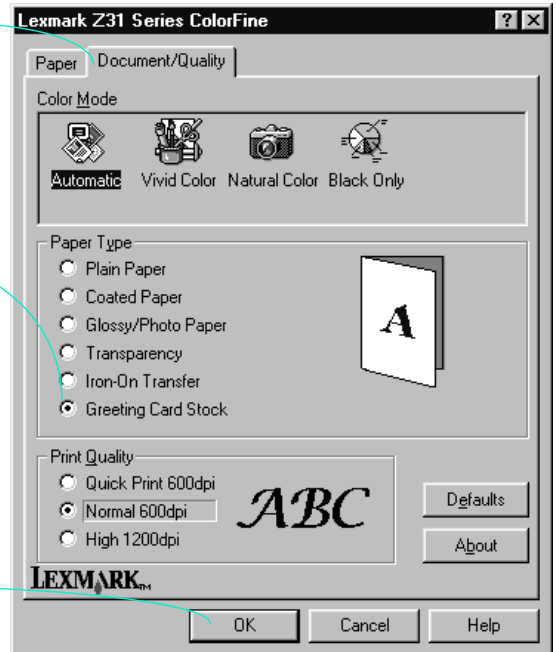 Lexmark Z31 Series ColorFine
Paper
Document/Quality
Color Mode
Automatic
Vivid Color
Natural Color
Black Only
Paper Type
Plain Paper
Coated Paper
Glossy/Photo Paper
Transparency
Iron-On Transfer
Greeting Card Stock
A
Print Quality
Quick Print 600dpi
Normal 600dpi
High 1200dpi
ABC
Defaults
About
LEXMARK™
OK
Cancel
Help